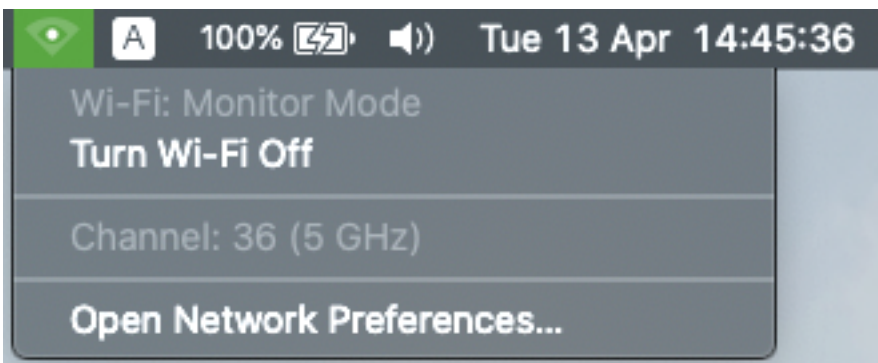 A 100% Tue 13 Apr 14:45:36
Wi-Fi: Monitor Mode
Turn Wi-Fi Off
Channel: 36 (5 GHz)
Open Network Preferences...